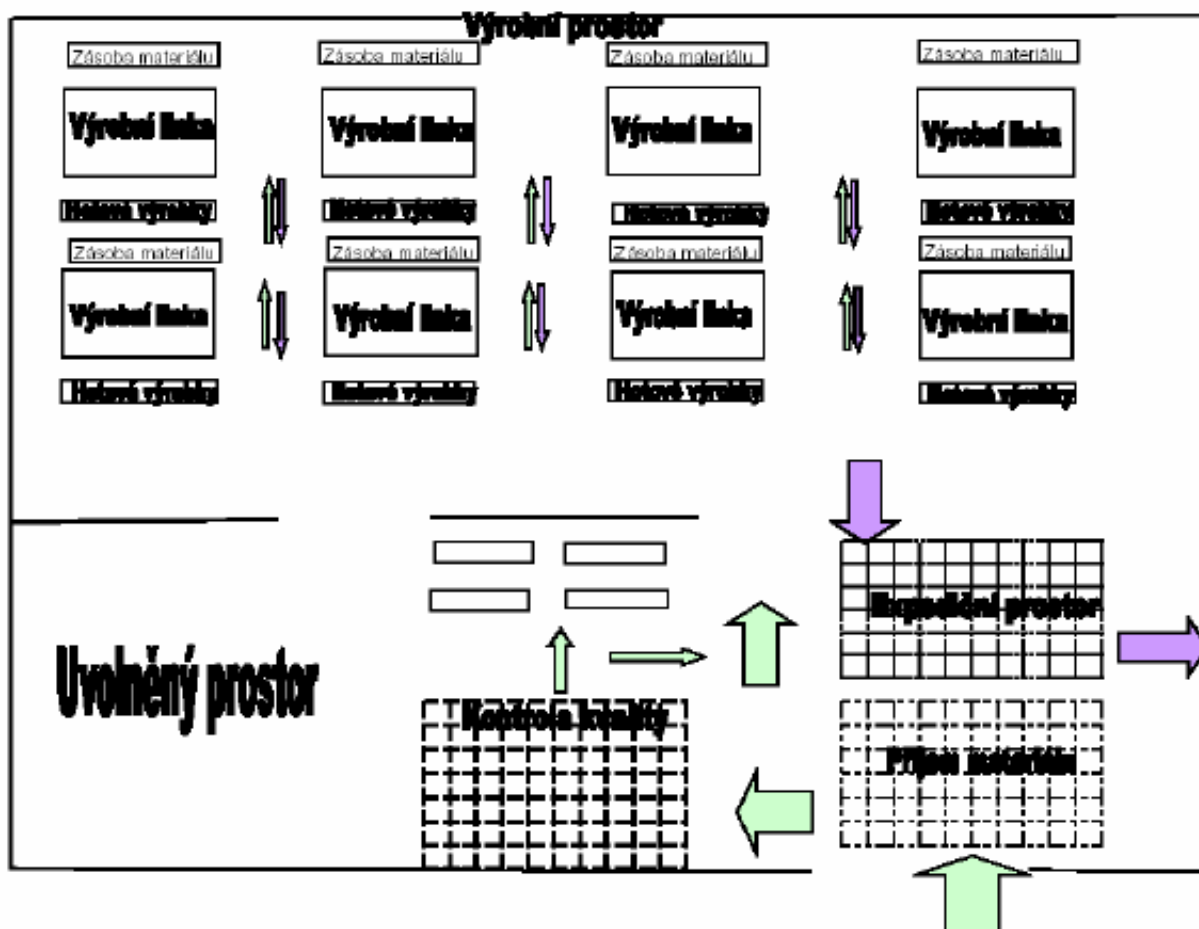 Výrobní prostor
Zásoba materiálu Zásoba materiálu Zásoba materiálu Zásoba materiálu
Výrobní linka Výrobní linka Výrobní linka Výrobní linka
Hotové výrobky Hotové výrobky Hotové výrobky Hotové výrobky
Zásoba materiálu Zásoba materiálu Zásoba materiálu Zásoba materiálu
Výrobní linka Výrobní linka Výrobní linka Výrobní linka
Hotové výrobky Hotové výrobky Hotové výrobky Hotové výrobky
Expediční prostor
Uvolněný prostor
Kontrola kvality
Příjem materiálu